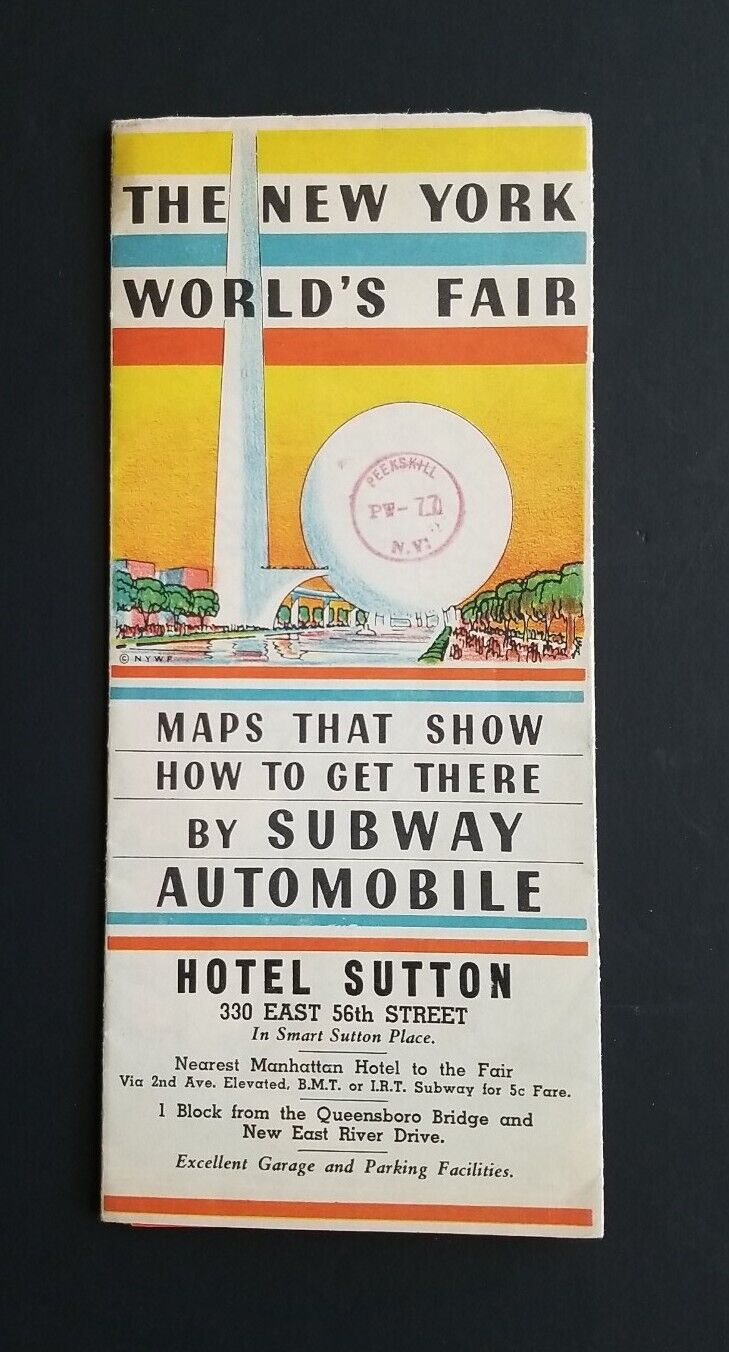 THE NEW YORK
WORLD'S FAIR
PEEKSKILL
PW-77
N.Y.
© NYWF
MAPS THAT SHOW
HOW TO GET THERE
BY SUBWAY
AUTOMOBILE
HOTEL SUTTON
330 EAST 56th STREET
In Smart Sutton Place.
Nearest Manhattan Hotel to the Fair
Via 2nd Ave. Elevated, B.M.T. or I.R.T. Subway for 5c Fare.
1 Block from the Queensboro Bridge and
New East River Drive.
Excellent Garage and Parking Facilities.